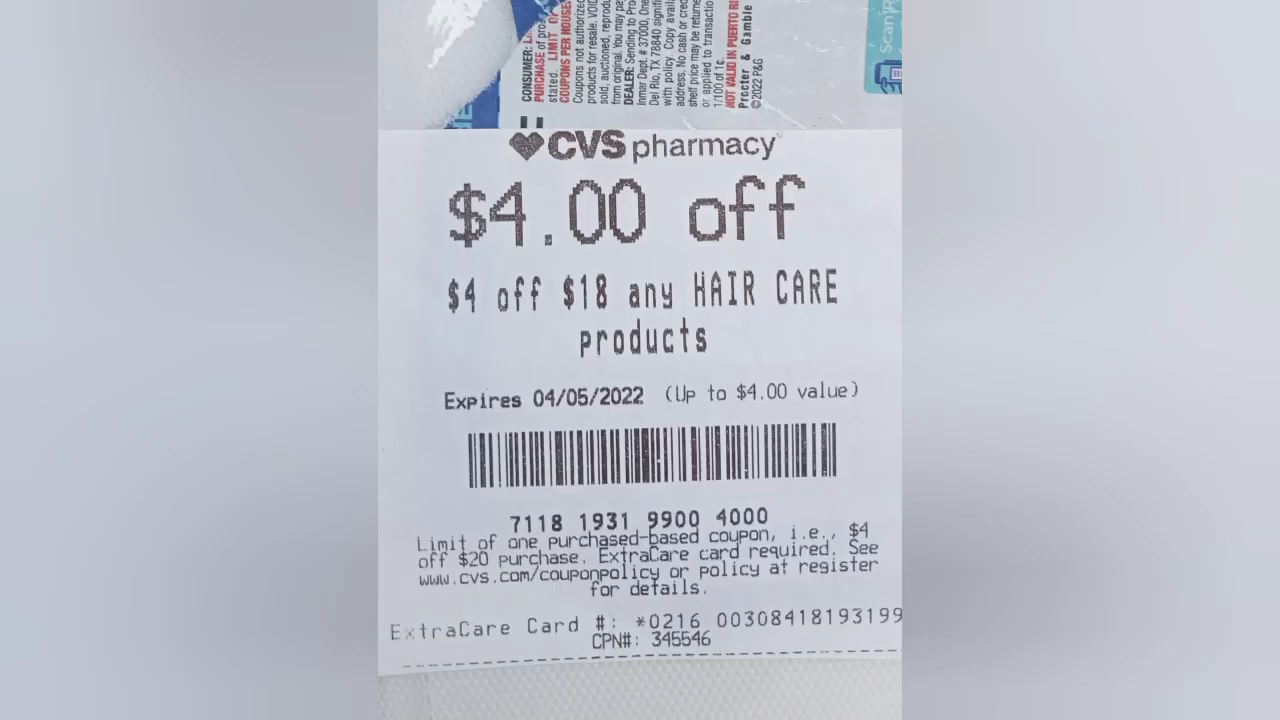 CONSUMER:
PURCHASE of
stated. LIMIT
COUPONS PER
Coupons not authorized
products for resale. VOID
sold, auctioned, reprodu
from original. You may pa
DEALER: Sending to Pro
Inmar Dept. # 37000, One
Del Rio, TX 78840 signifi
with policy. Copy availa
address. No cash or cred
shelf price may be returne
or applied to transactio
1/100 of 1¢.
NOT VALID IN PUERTO RI
Procter & Gamble
©2022 P&G
Scan
CVS pharmacy
$4.00 off
$4 off $18 any HAIR CARE
products
Expires 04/05/2022 (Up to $4.00 value)
7118 1931 9900 4000
Limit of one purchased-based coupon, i.e., $4
off $20 purchase. ExtraCare card required. See
www.cvs.com/couponpolicy or policy at register
for details.
ExtraCare Card #: *0216 00308418193199
CPN#: 345546